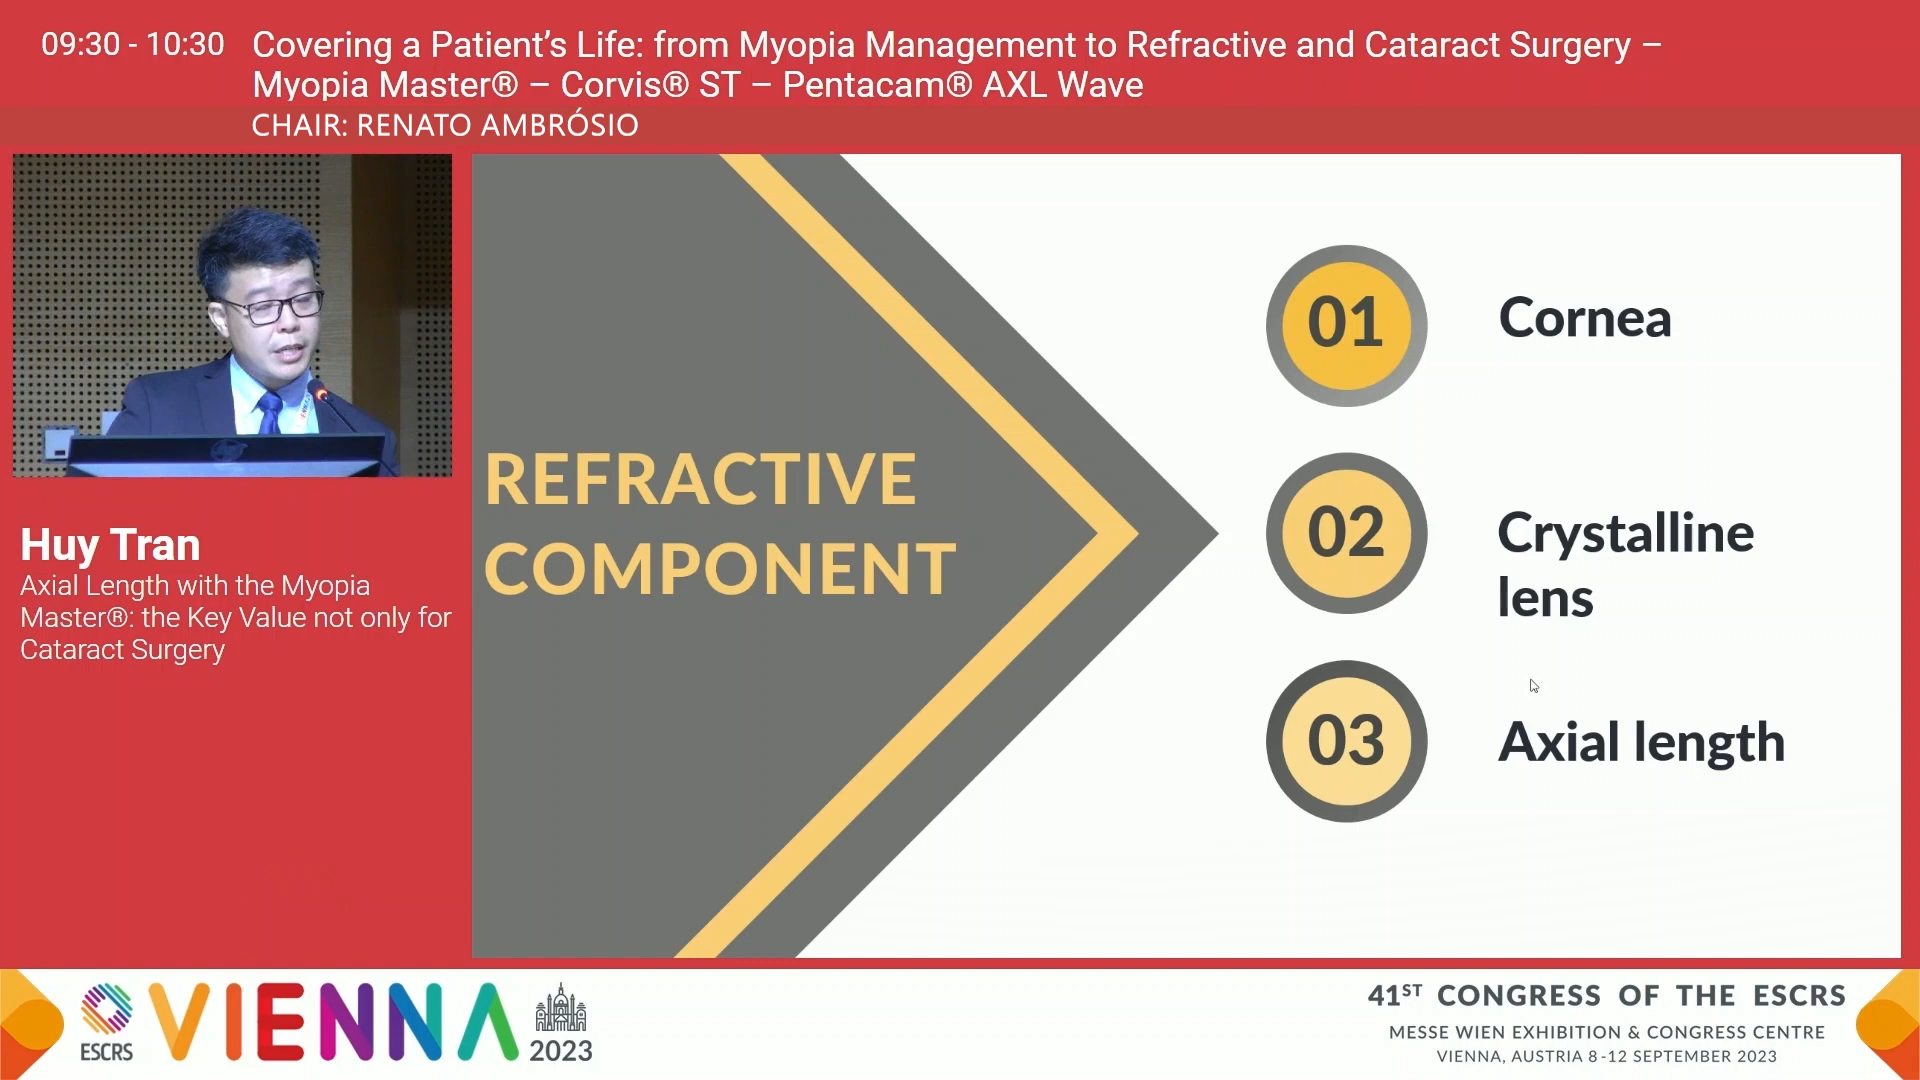 09:30 - 10:30
Covering a Patient's Life: from Myopia Management to Refractive and Cataract Surgery –
Myopia Master® – Corvis® ST – Pentacam® AXL Wave
CHAIR: RENATO AMBRÓSIO
Huy Tran
Axial Length with the Myopia
Master®: the Key Value not only for
Cataract Surgery
REFRACTIVE
COMPONENT
01
Cornea
02
Crystalline
lens
03
Axial length
ESCRS
VIENNA
2023
41ST CONGRESS OF THE ESCRS
MESSE WIEN EXHIBITION & CONGRESS CENTRE
VIENNA, AUSTRIA 8-12 SEPTEMBER 2023